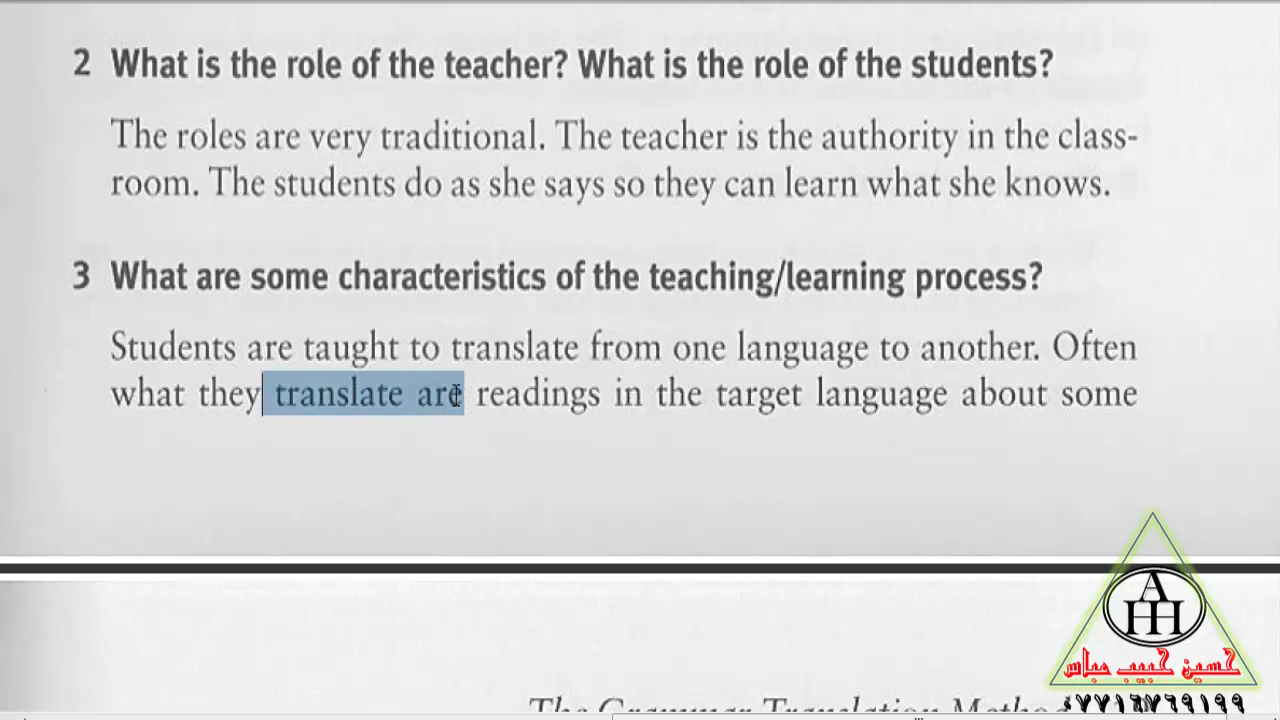 2 What is the role of the teacher? What is the role of the students?
The roles are very traditional. The teacher is the authority in the class-
room. The students do as she says so they can learn what she knows.
3 What are some characteristics of the teaching/learning process?
Students are taught to translate from one language to another. Often
what they translate are readings in the target language about some
AHH
حسين حبيب عباس
The Grammar Translation Metho